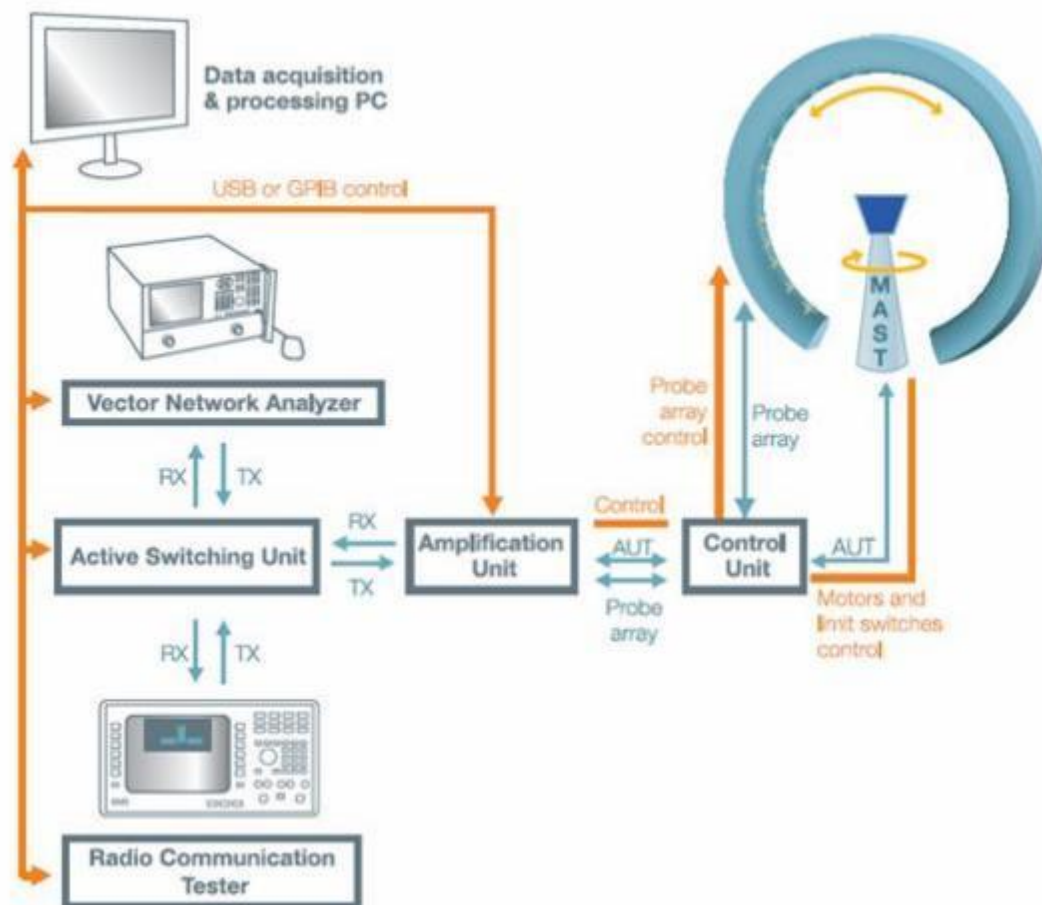 Data acquisition
& processing PC
USB or GPIB control
Vector Network Analyzer
RX
TX
Probe
array
control
Probe
array
MAST
RX
TX
Active Switching Unit
Amplification
Unit
Control
AUT
Probe
array
Control
Unit
AUT
Motors and
limit switches
control
RX
TX
Radio Communication
Tester